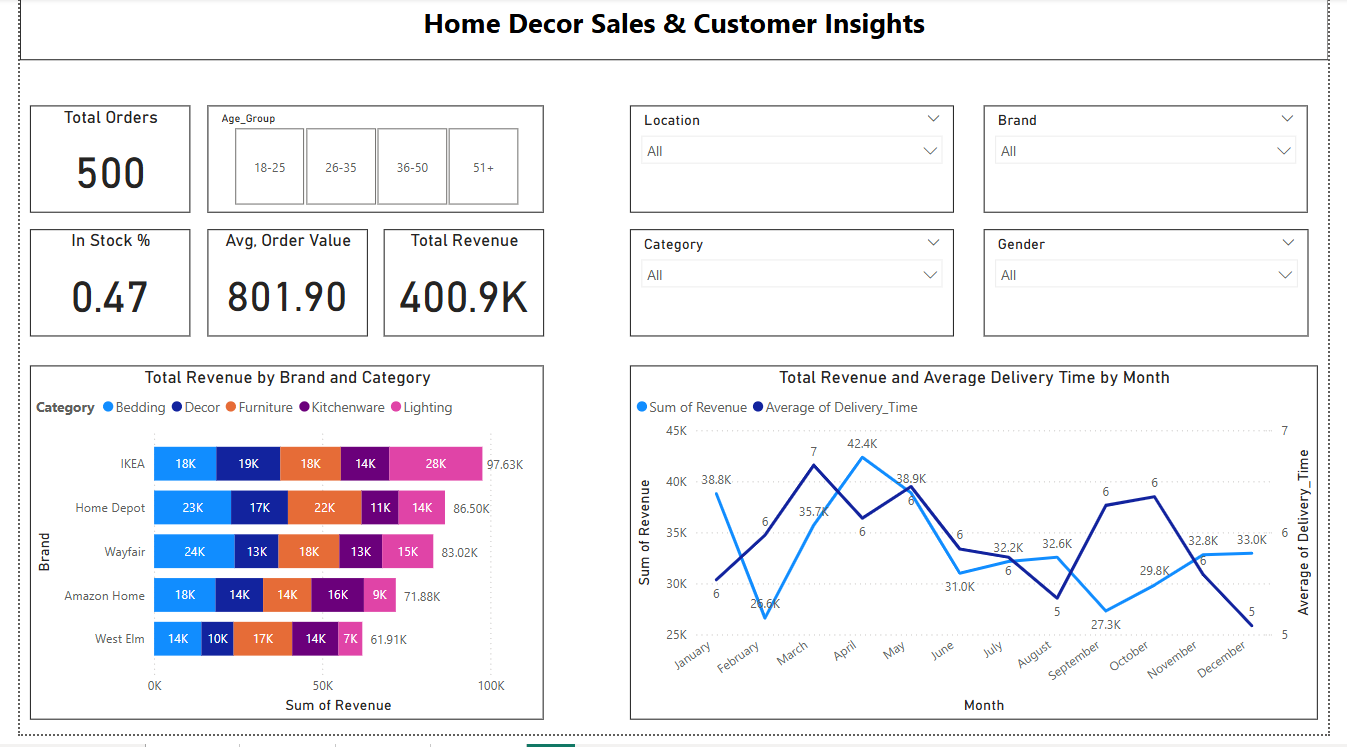 Home Decor Sales & Customer Insights
Total Orders
500
Age_Group
18-25 26-35 36-50 51+
Location
All
Brand
All
In Stock %
0.47
Avg, Order Value
801.90
Total Revenue
400.9K
Category
All
Gender
All
Total Revenue by Brand and Category
Category Bedding Decor Furniture Kitchenware Lighting
IKEA 18K 19K 18K 14K 28K 97.63K
Home Depot 23K 17K 22K 11K 14K 86.50K
Wayfair 24K 13K 18K 13K 15K 83.02K
Amazon Home 18K 14K 14K 16K 9K 71.88K
West Elm 14K 10K 17K 14K 7K 61.91K
Brand
0K 50K 100K
Sum of Revenue
Total Revenue and Average Delivery Time by Month
Sum of Revenue Average of Delivery_Time
45K
40K
35K
30K
25K
Sum of Revenue
38.8K
26.6K
35.7K
42.4K
38.9K
31.0K
32.2K
32.6K
27.3K
29.8K
32.8K
33.0K
6
6
7
6
6
6
6
5
6
6
6
5
7
6
5
Average of Delivery_Time
January February March April May June July August September October November December
Month